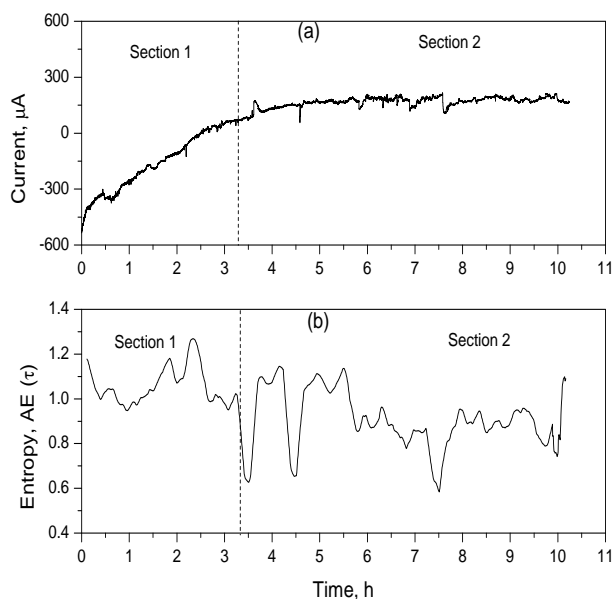 600
(a)
Section 1
Section 2
300
0
-300
-600
Current, μA
0 1 2 3 4 5 6 7 8 9 10 11
1.4
(b)
Section 1
Section 2
1.2
1.0
0.8
0.6
0.4
Entropy, AE (τ)
0 1 2 3 4 5 6 7 8 9 10 11
Time, h